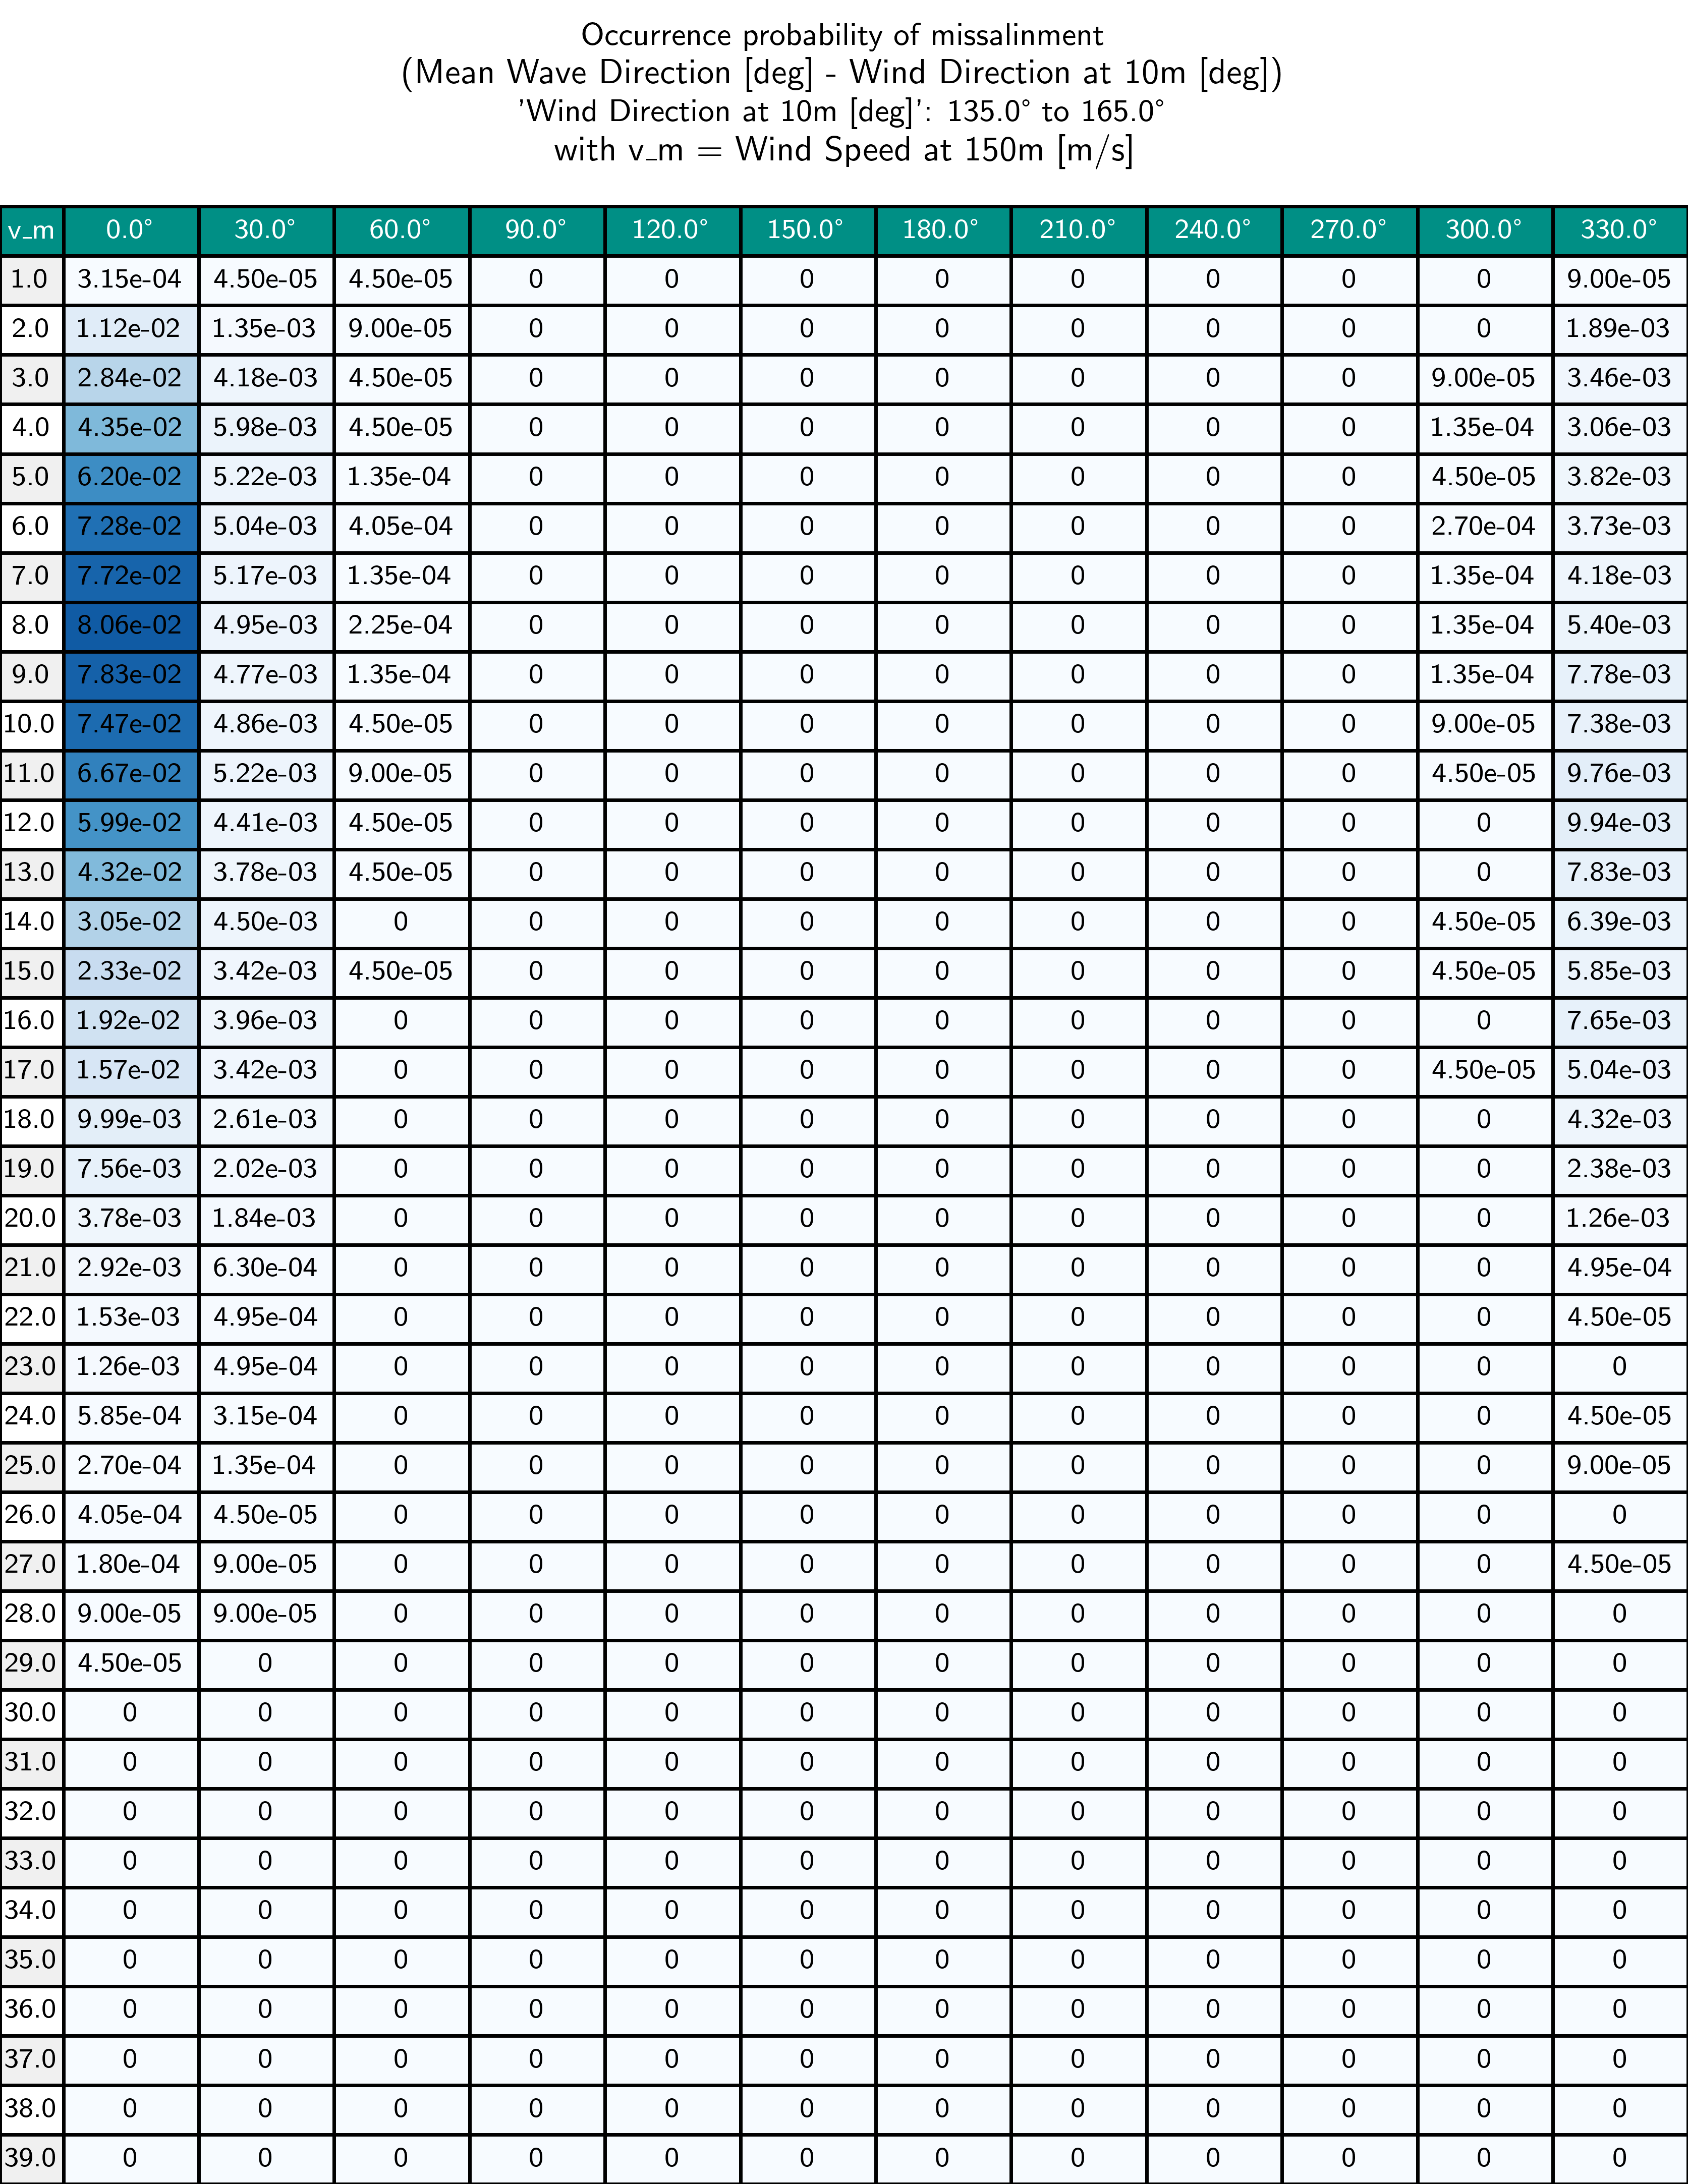 Occurrence probability of missalinment
(Mean Wave Direction [deg] - Wind Direction at 10m [deg])
'Wind Direction at 10m [deg]': 135.0° to 165.0°
with v_m = Wind Speed at 150m [m/s]
v_m 0.0° 30.0° 60.0° 90.0° 120.0° 150.0° 180.0° 210.0° 240.0° 270.0° 300.0° 330.0°
1.0 3.15e-04 4.50e-05 4.50e-05 0 0 0 0 0 0 0 0 9.00e-05
2.0 1.12e-02 1.35e-03 9.00e-05 0 0 0 0 0 0 0 0 1.89e-03
3.0 2.84e-02 4.18e-03 4.50e-05 0 0 0 0 0 0 0 9.00e-05 3.46e-03
4.0 4.35e-02 5.98e-03 4.50e-05 0 0 0 0 0 0 0 1.35e-04 3.06e-03
5.0 6.20e-02 5.22e-03 1.35e-04 0 0 0 0 0 0 0 4.50e-05 3.82e-03
6.0 7.28e-02 5.04e-03 4.05e-04 0 0 0 0 0 0 0 2.70e-04 3.73e-03
7.0 7.72e-02 5.17e-03 1.35e-04 0 0 0 0 0 0 0 1.35e-04 4.18e-03
8.0 8.06e-02 4.95e-03 2.25e-04 0 0 0 0 0 0 0 1.35e-04 5.40e-03
9.0 7.83e-02 4.77e-03 1.35e-04 0 0 0 0 0 0 0 1.35e-04 7.78e-03
10.0 7.47e-02 4.86e-03 4.50e-05 0 0 0 0 0 0 0 9.00e-05 7.38e-03
11.0 6.67e-02 5.22e-03 9.00e-05 0 0 0 0 0 0 0 4.50e-05 9.76e-03
12.0 5.99e-02 4.41e-03 4.50e-05 0 0 0 0 0 0 0 0 9.94e-03
13.0 4.32e-02 3.78e-03 4.50e-05 0 0 0 0 0 0 0 0 7.83e-03
14.0 3.05e-02 4.50e-03 0 0 0 0 0 0 0 0 4.50e-05 6.39e-03
15.0 2.33e-02 3.42e-03 4.50e-05 0 0 0 0 0 0 0 4.50e-05 5.85e-03
16.0 1.92e-02 3.96e-03 0 0 0 0 0 0 0 0 0 7.65e-03
17.0 1.57e-02 3.42e-03 0 0 0 0 0 0 0 0 4.50e-05 5.04e-03
18.0 9.99e-03 2.61e-03 0 0 0 0 0 0 0 0 0 4.32e-03
19.0 7.56e-03 2.02e-03 0 0 0 0 0 0 0 0 0 2.38e-03
20.0 3.78e-03 1.84e-03 0 0 0 0 0 0 0 0 0 1.26e-03
21.0 2.92e-03 6.30e-04 0 0 0 0 0 0 0 0 0 4.95e-04
22.0 1.53e-03 4.95e-04 0 0 0 0 0 0 0 0 0 4.50e-05
23.0 1.26e-03 4.95e-04 0 0 0 0 0 0 0 0 0 0
24.0 5.85e-04 3.15e-04 0 0 0 0 0 0 0 0 0 4.50e-05
25.0 2.70e-04 1.35e-04 0 0 0 0 0 0 0 0 0 9.00e-05
26.0 4.05e-04 4.50e-05 0 0 0 0 0 0 0 0 0 0
27.0 1.80e-04 9.00e-05 0 0 0 0 0 0 0 0 0 4.50e-05
28.0 9.00e-05 9.00e-05 0 0 0 0 0 0 0 0 0 0
29.0 4.50e-05 0 0 0 0 0 0 0 0 0 0 0
30.0 0 0 0 0 0 0 0 0 0 0 0 0
31.0 0 0 0 0 0 0 0 0 0 0 0 0
32.0 0 0 0 0 0 0 0 0 0 0 0 0
33.0 0 0 0 0 0 0 0 0 0 0 0 0
34.0 0 0 0 0 0 0 0 0 0 0 0 0
35.0 0 0 0 0 0 0 0 0 0 0 0 0
36.0 0 0 0 0 0 0 0 0 0 0 0 0
37.0 0 0 0 0 0 0 0 0 0 0 0 0
38.0 0 0 0 0 0 0 0 0 0 0 0 0
39.0 0 0 0 0 0 0 0 0 0 0 0 0